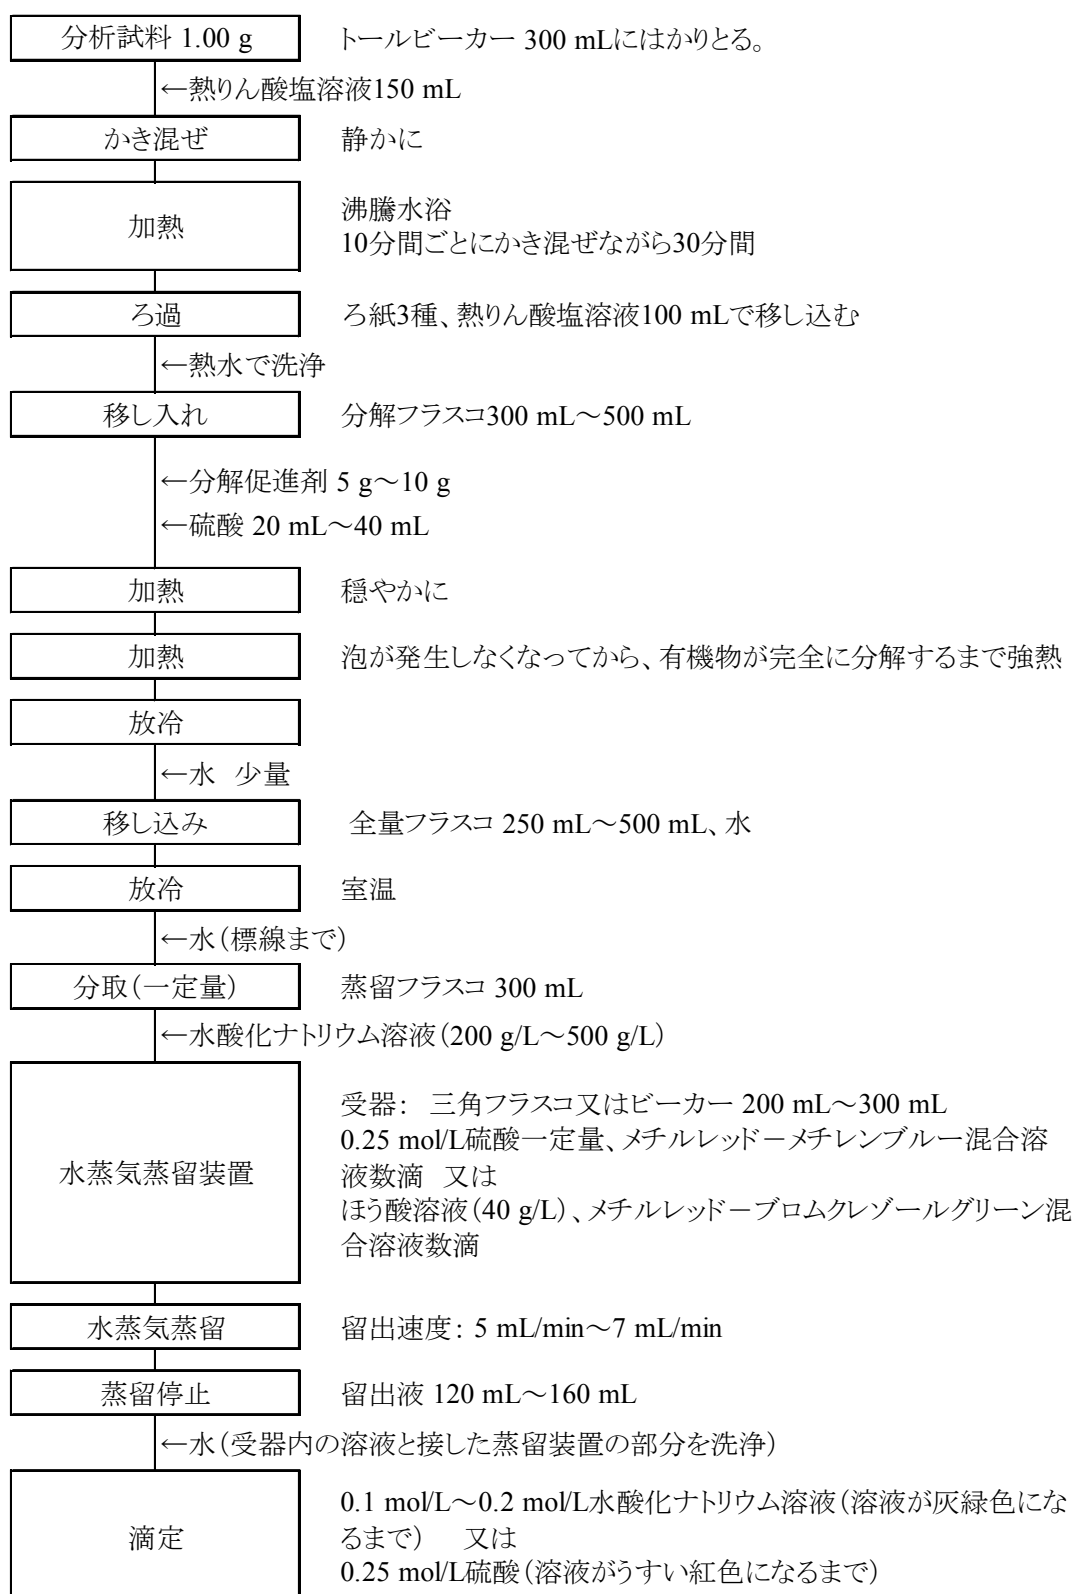 分析試料 1.00 g
トールビーカー 300 mLにはかりとる。
←熱りん酸塩溶液150 mL
かき混ぜ
静かに
加熱
沸騰水浴
10分間ごとにかき混ぜながら30分間
ろ過
ろ紙3種、熱りん酸塩溶液100 mLで移し込む
←熱水で洗浄
移し入れ
分解フラスコ300 mL～500 mL
←分解促進剤 5 g～10 g
←硫酸 20 mL～40 mL
加熱
穏やかに
加熱
泡が発生しなくなってから、有機物が完全に分解するまで強熱
放冷
←水 少量
移し込み
全量フラスコ 250 mL～500 mL、水
放冷
室温
←水（標線まで）
分取（一定量）
蒸留フラスコ 300 mL
←水酸化ナトリウム溶液（200 g/L～500 g/L）
水蒸気蒸留装置
受器： 三角フラスコ又はビーカー 200 mL～300 mL
0.25 mol/L硫酸一定量、メチルレッド－メチレンブルー混合溶
液数滴 又は
ほう酸溶液（40 g/L）、メチルレッド－ブロムクレゾールグリーン混
合溶液数滴
水蒸気蒸留
留出速度： 5 mL/min～7 mL/min
蒸留停止
留出液 120 mL～160 mL
←水（受器内の溶液と接した蒸留装置の部分を洗浄）
滴定
0.1 mol/L～0.2 mol/L水酸化ナトリウム溶液（溶液が灰緑色にな
るまで） 又は
0.25 mol/L硫酸（溶液がうすい紅色になるまで）